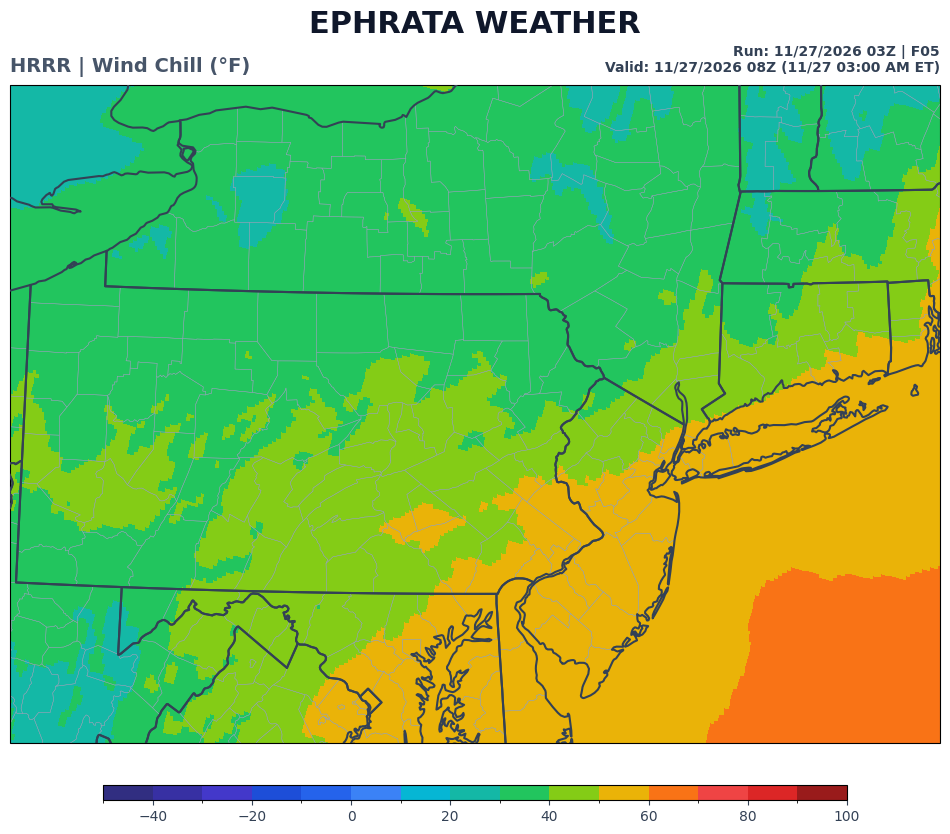 EPHRATA WEATHER
HRRR | Wind Chill (°F)
Run: 11/27/2026 03Z | F05
Valid: 11/27/2026 08Z (11/27 03:00 AM ET)
−40 −20 0 20 40 60 80 100